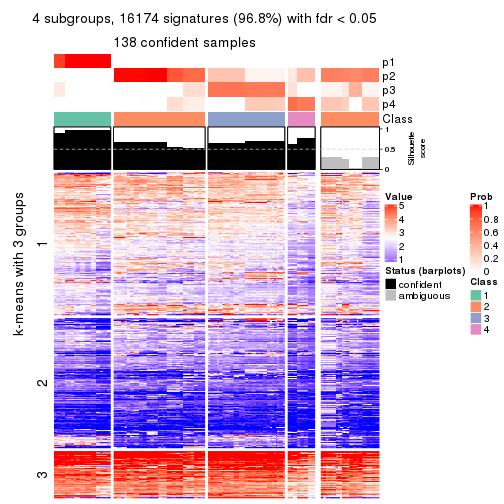 4 subgroups, 16174 signatures (96.8%) with fdr < 0.05
138 confident samples
p1
p2
p3
p4
Class
1
0.5
0
Silhouette
score
k-means with 3 groups
1
2
3
Value
5
4
3
2
1
Status (barplots)
confident
ambiguous
Prob
1
0.8
0.6
0.4
0.2
0
Class
1
2
3
4